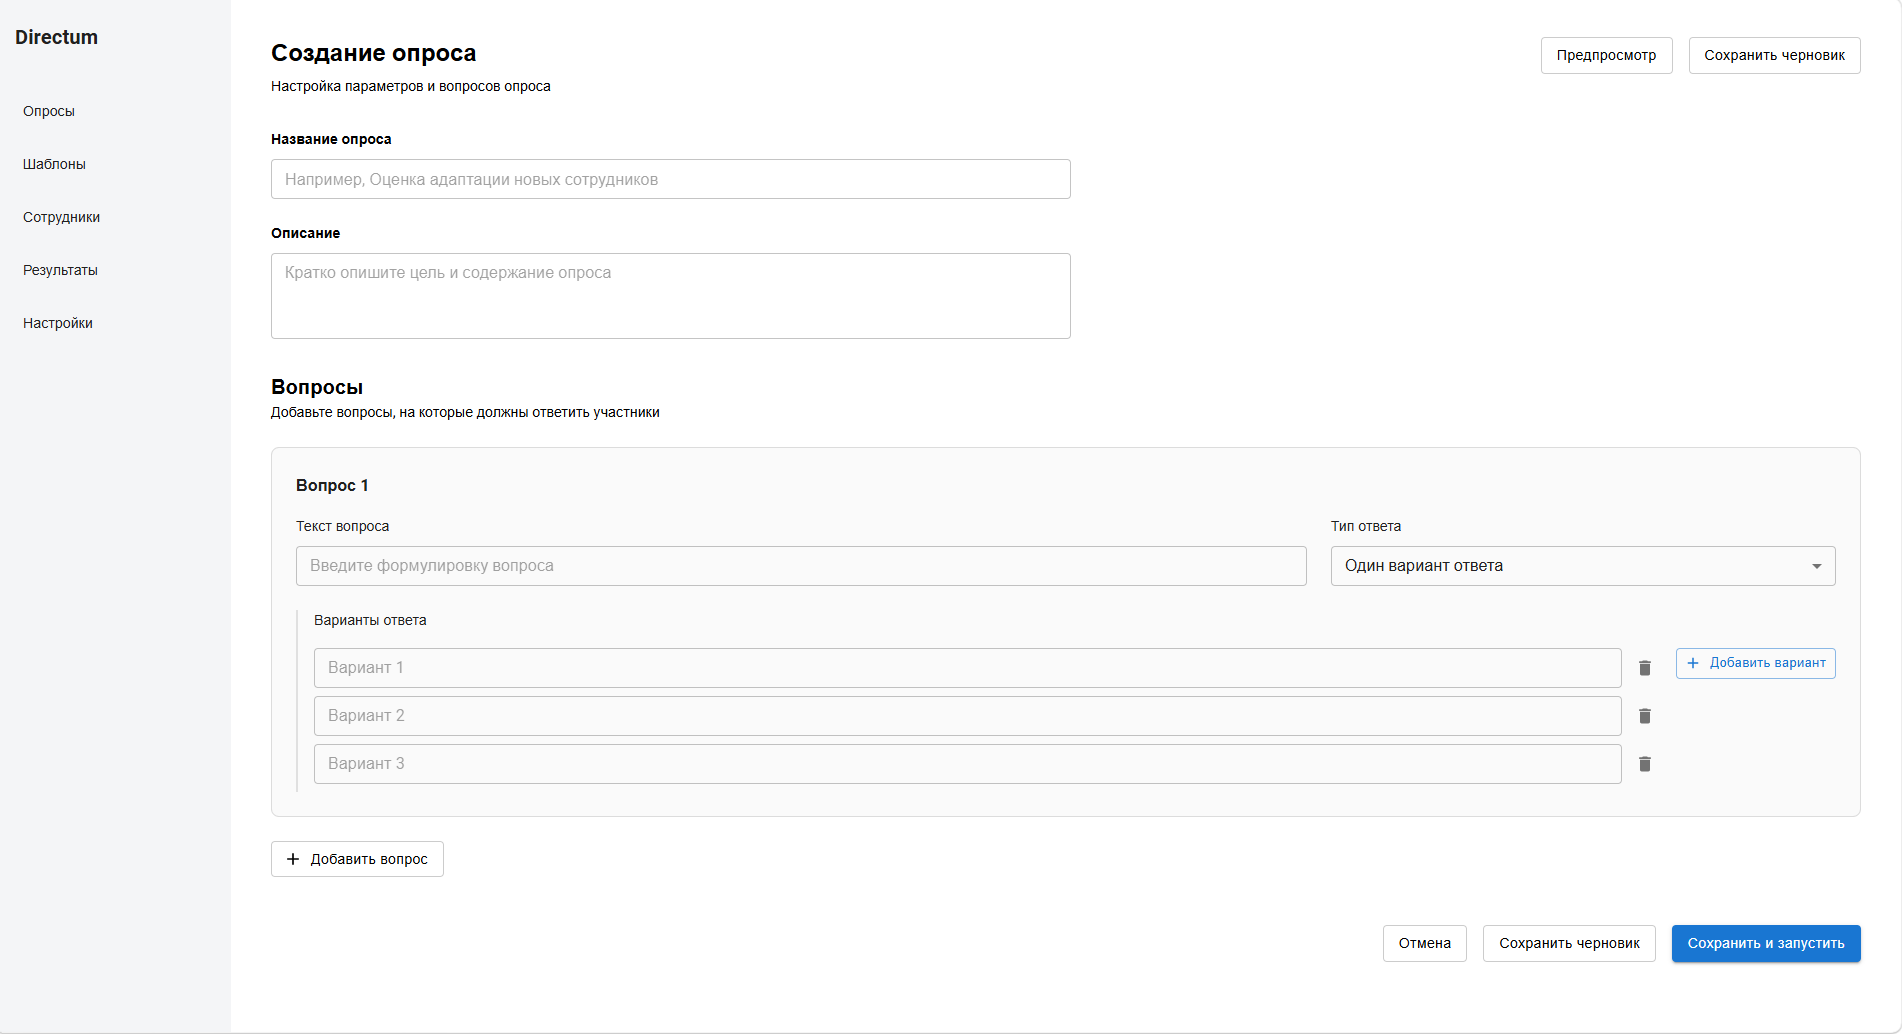 Directum
Опросы
Шаблоны
Сотрудники
Результаты
Настройки
Создание опроса
Настройка параметров и вопросов опроса
Предпросмотр
Сохранить черновик
Название опроса
Например, Оценка адаптации новых сотрудников
Описание
Кратко опишите цель и содержание опроса
Вопросы
Добавьте вопросы, на которые должны ответить участники
Вопрос 1
Текст вопроса
Введите формулировку вопроса
Тип ответа
Один вариант ответа
Варианты ответа
Вариант 1
Добавить вариант
Вариант 2
Вариант 3
Добавить вопрос
Отмена
Сохранить черновик
Сохранить и запустить